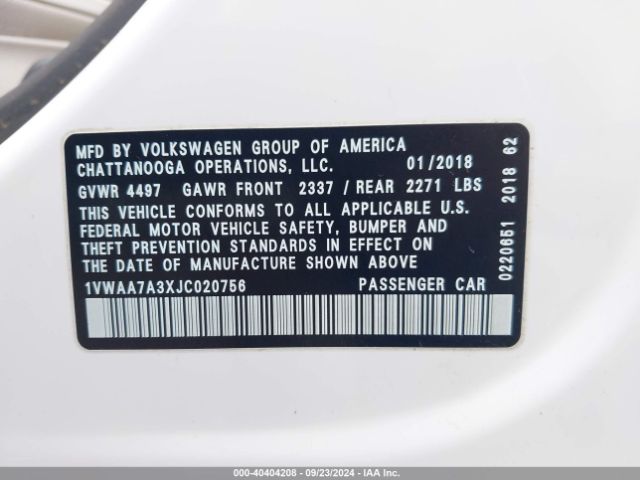 MFD BY VOLKSWAGEN GROUP OF AMERICA
CHATTANOOGA OPERATIONS, LLC. 01/2018
GVWR 4497 GAWR FRONT 2337 / REAR 2271 LBS
THIS VEHICLE CONFORMS TO ALL APPLICABLE U.S.
FEDERAL MOTOR VEHICLE SAFETY, BUMPER AND
THEFT PREVENTION STANDARDS IN EFFECT ON
THE DATE OF MANUFACTURE SHOWN ABOVE
1VWAA7A3XJC020756 PASSENGER CAR
0220651 2018 62
000-40404208 - 09/23/2024 - IAA Inc.